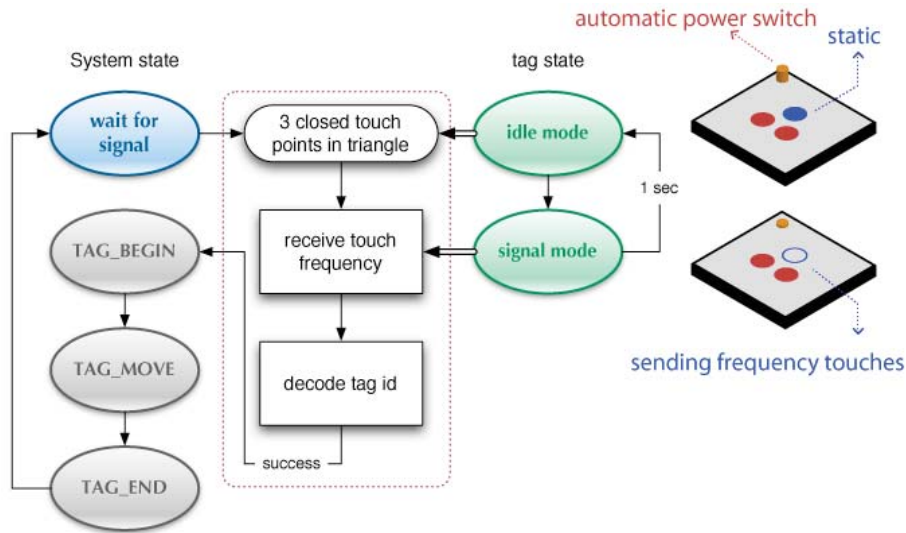 automatic power switch
static
System state
tag state
wait for
signal
3 closed touch
points in triangle
idle mode
1 sec
TAG_BEGIN
receive touch
frequency
signal mode
TAG_MOVE
decode tag id
sending frequency touches
success
TAG_END